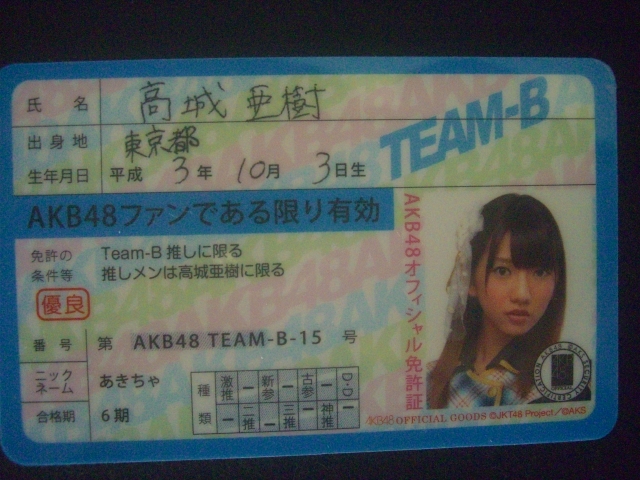 氏名 高城 亜樹
TEAM-B
出身地 東京都
生年月日 平成 3年 10月 3日生
AKB48ファンである限り有効
AKB48オフィシャル免許証
免許の条件等 Team-B 推しに限る
推しメンは高城亜樹に限る
優良
番号 第 AKB48 TEAM-B-15 号
ニックネーム あきちゃ
合格期 6期
種類 激推 新参 古参 D・D
二推 三推 神推
AKB48 OFFICIAL GOODS ©JKT48 Project/©AKS